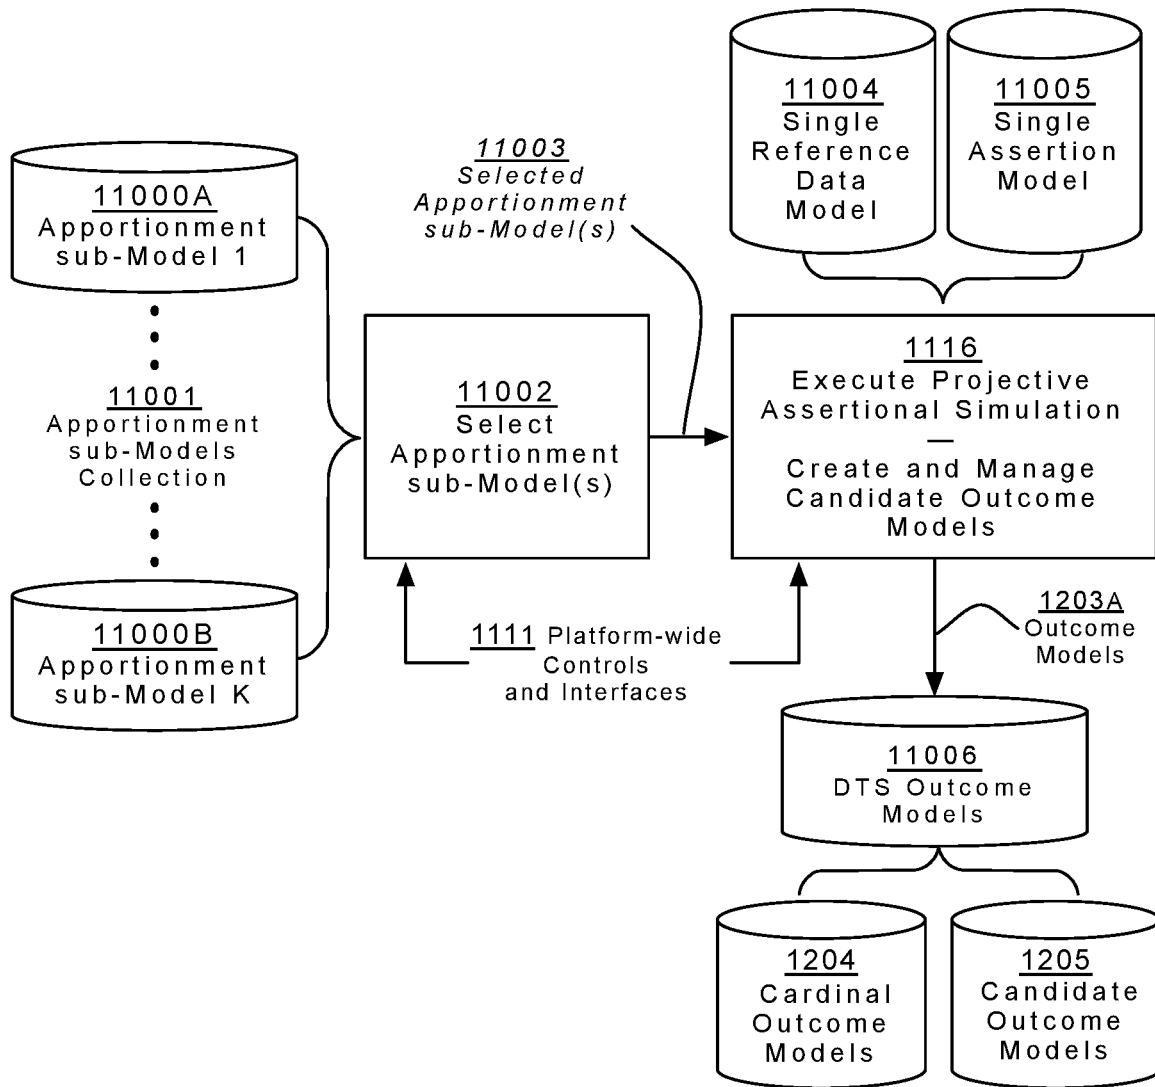 11004
Single
Reference
Data
Model
11005
Single
Assertion
Model
11003
Selected
Apportionment
sub-Model(s)
11000A
Apportionment
sub-Model 1
11001
Apportionment
sub-Models
Collection
11000B
Apportionment
sub-Model K
11002
Select
Apportionment
sub-Model(s)
1116
Execute Projective
Assertional Simulation
—
Create and Manage
Candidate Outcome
Models
1111 Platform-wide
Controls
and Interfaces
1203A
Outcome
Models
11006
DTS Outcome
Models
1204
Cardinal
Outcome
Models
1205
Candidate
Outcome
Models